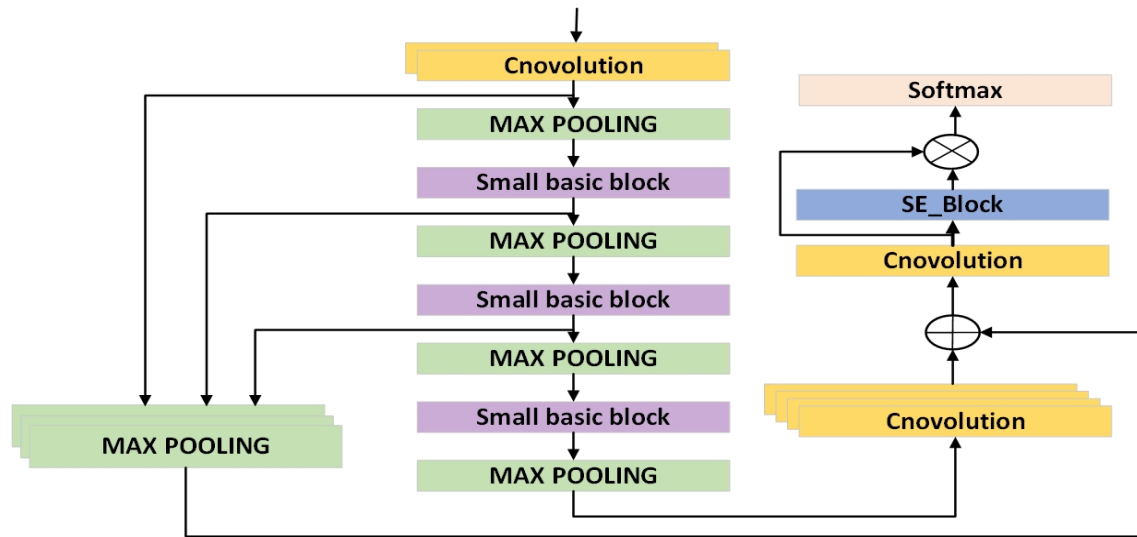 Cnovolution
MAX POOLING
Small basic block
MAX POOLING
Small basic block
MAX POOLING
Small basic block
MAX POOLING
MAX POOLING
Softmax
SE_Block
Cnovolution
Cnovolution